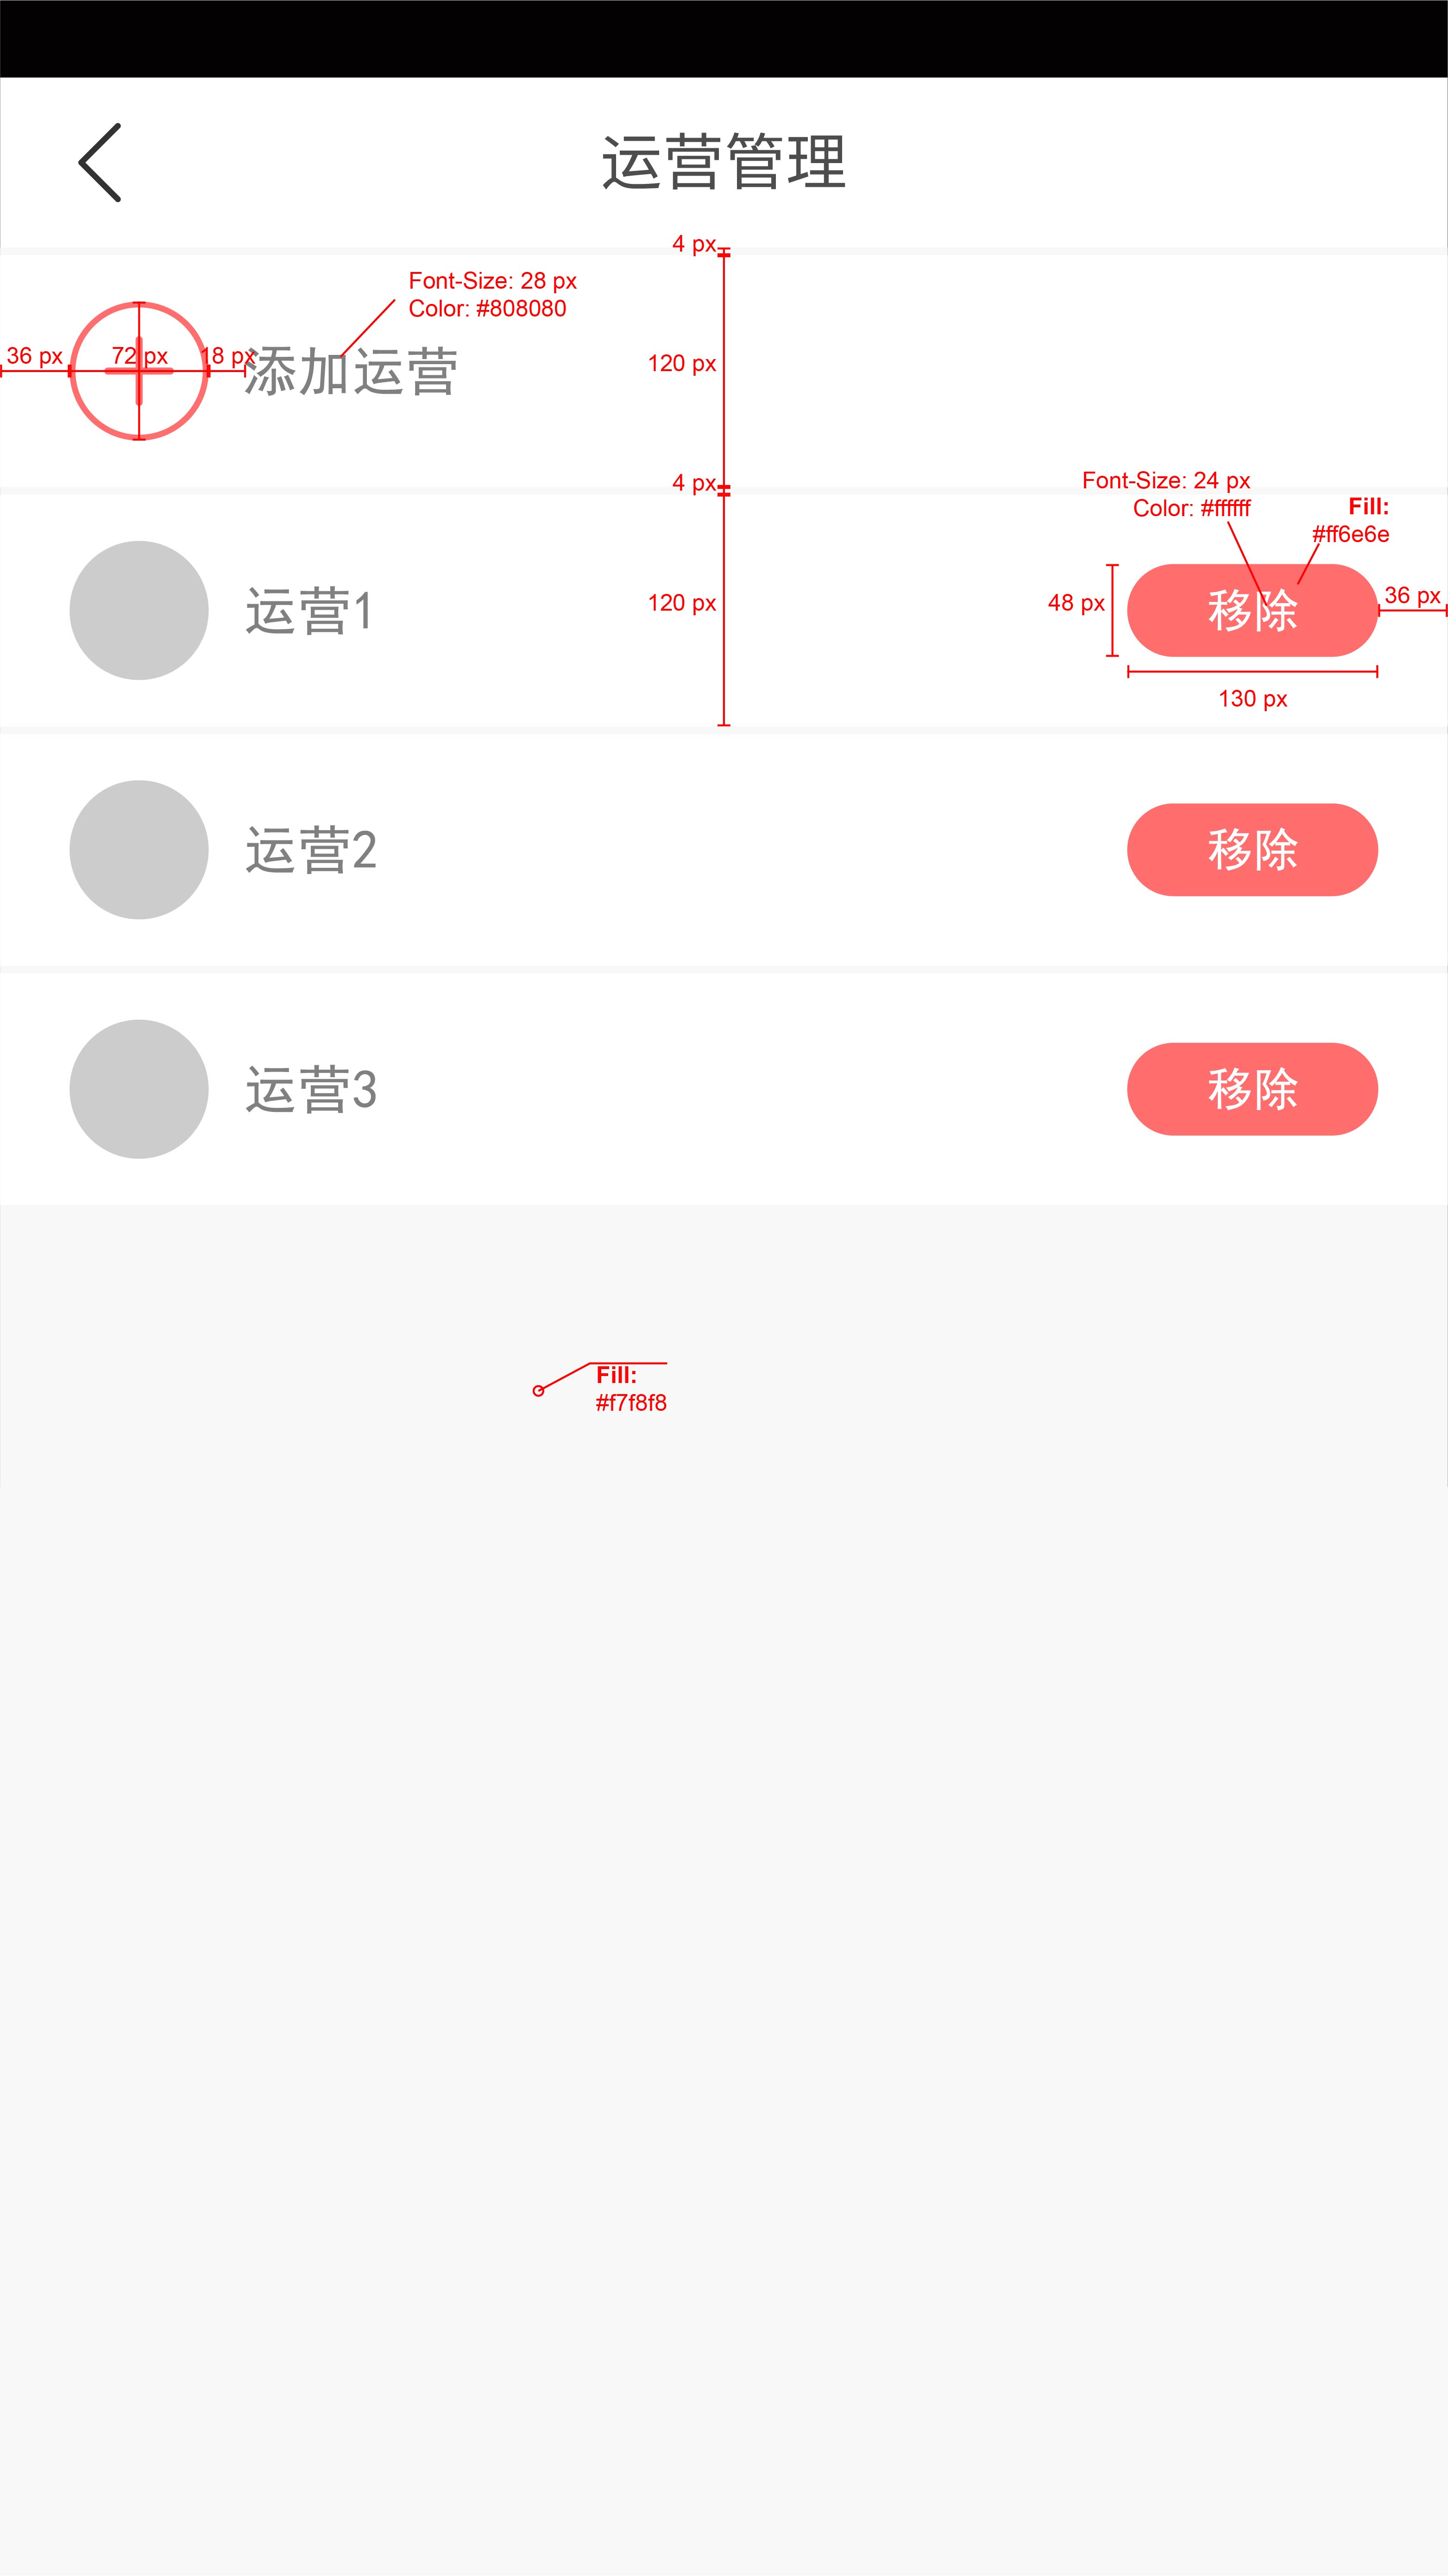 运营管理
4 px
Font-Size: 28 px
Color: #808080
36 px
72 px
18 px
添加运营
120 px
4 px
Font-Size: 24 px
Color: #ffffff
Fill:
#ff6e6e
运营1
120 px
48 px
移除
36 px
130 px
运营2
移除
运营3
移除
Fill:
#f7f8f8